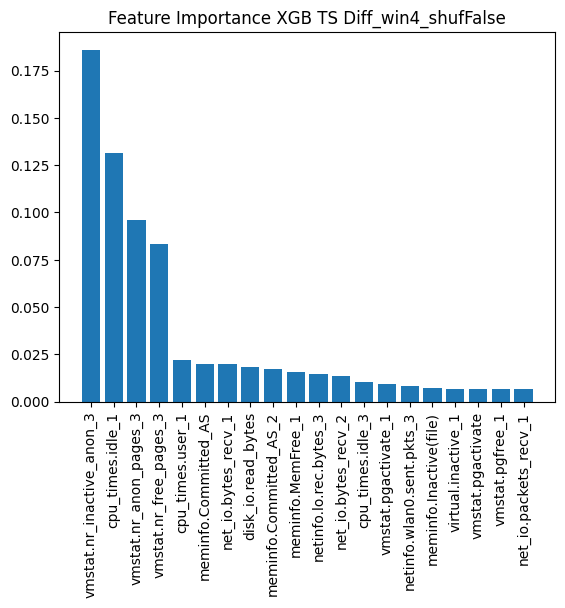 Feature Importance XGB TS Diff_win4_shufFalse
0.175
0.150
0.125
0.100
0.075
0.050
0.025
0.000
vmstat.nr_inactive_anon_3
cpu_times.idle_1
vmstat.nr_anon_pages_3
vmstat.nr_free_pages_3
cpu_times.user_1
meminfo.Committed_AS
net_io.bytes_recv_1
disk_io.read_bytes
meminfo.Committed_AS_2
meminfo.MemFree_1
netinfo.lo.rec.bytes_3
net_io.bytes_recv_2
cpu_times.idle_3
vmstat.pgactivate_1
netinfo.wlan0.sent.pkts_3
meminfo.Inactive(file)
virtual.inactive_1
vmstat.pgactivate
vmstat.pgfree_1
net_io.packets_recv_1